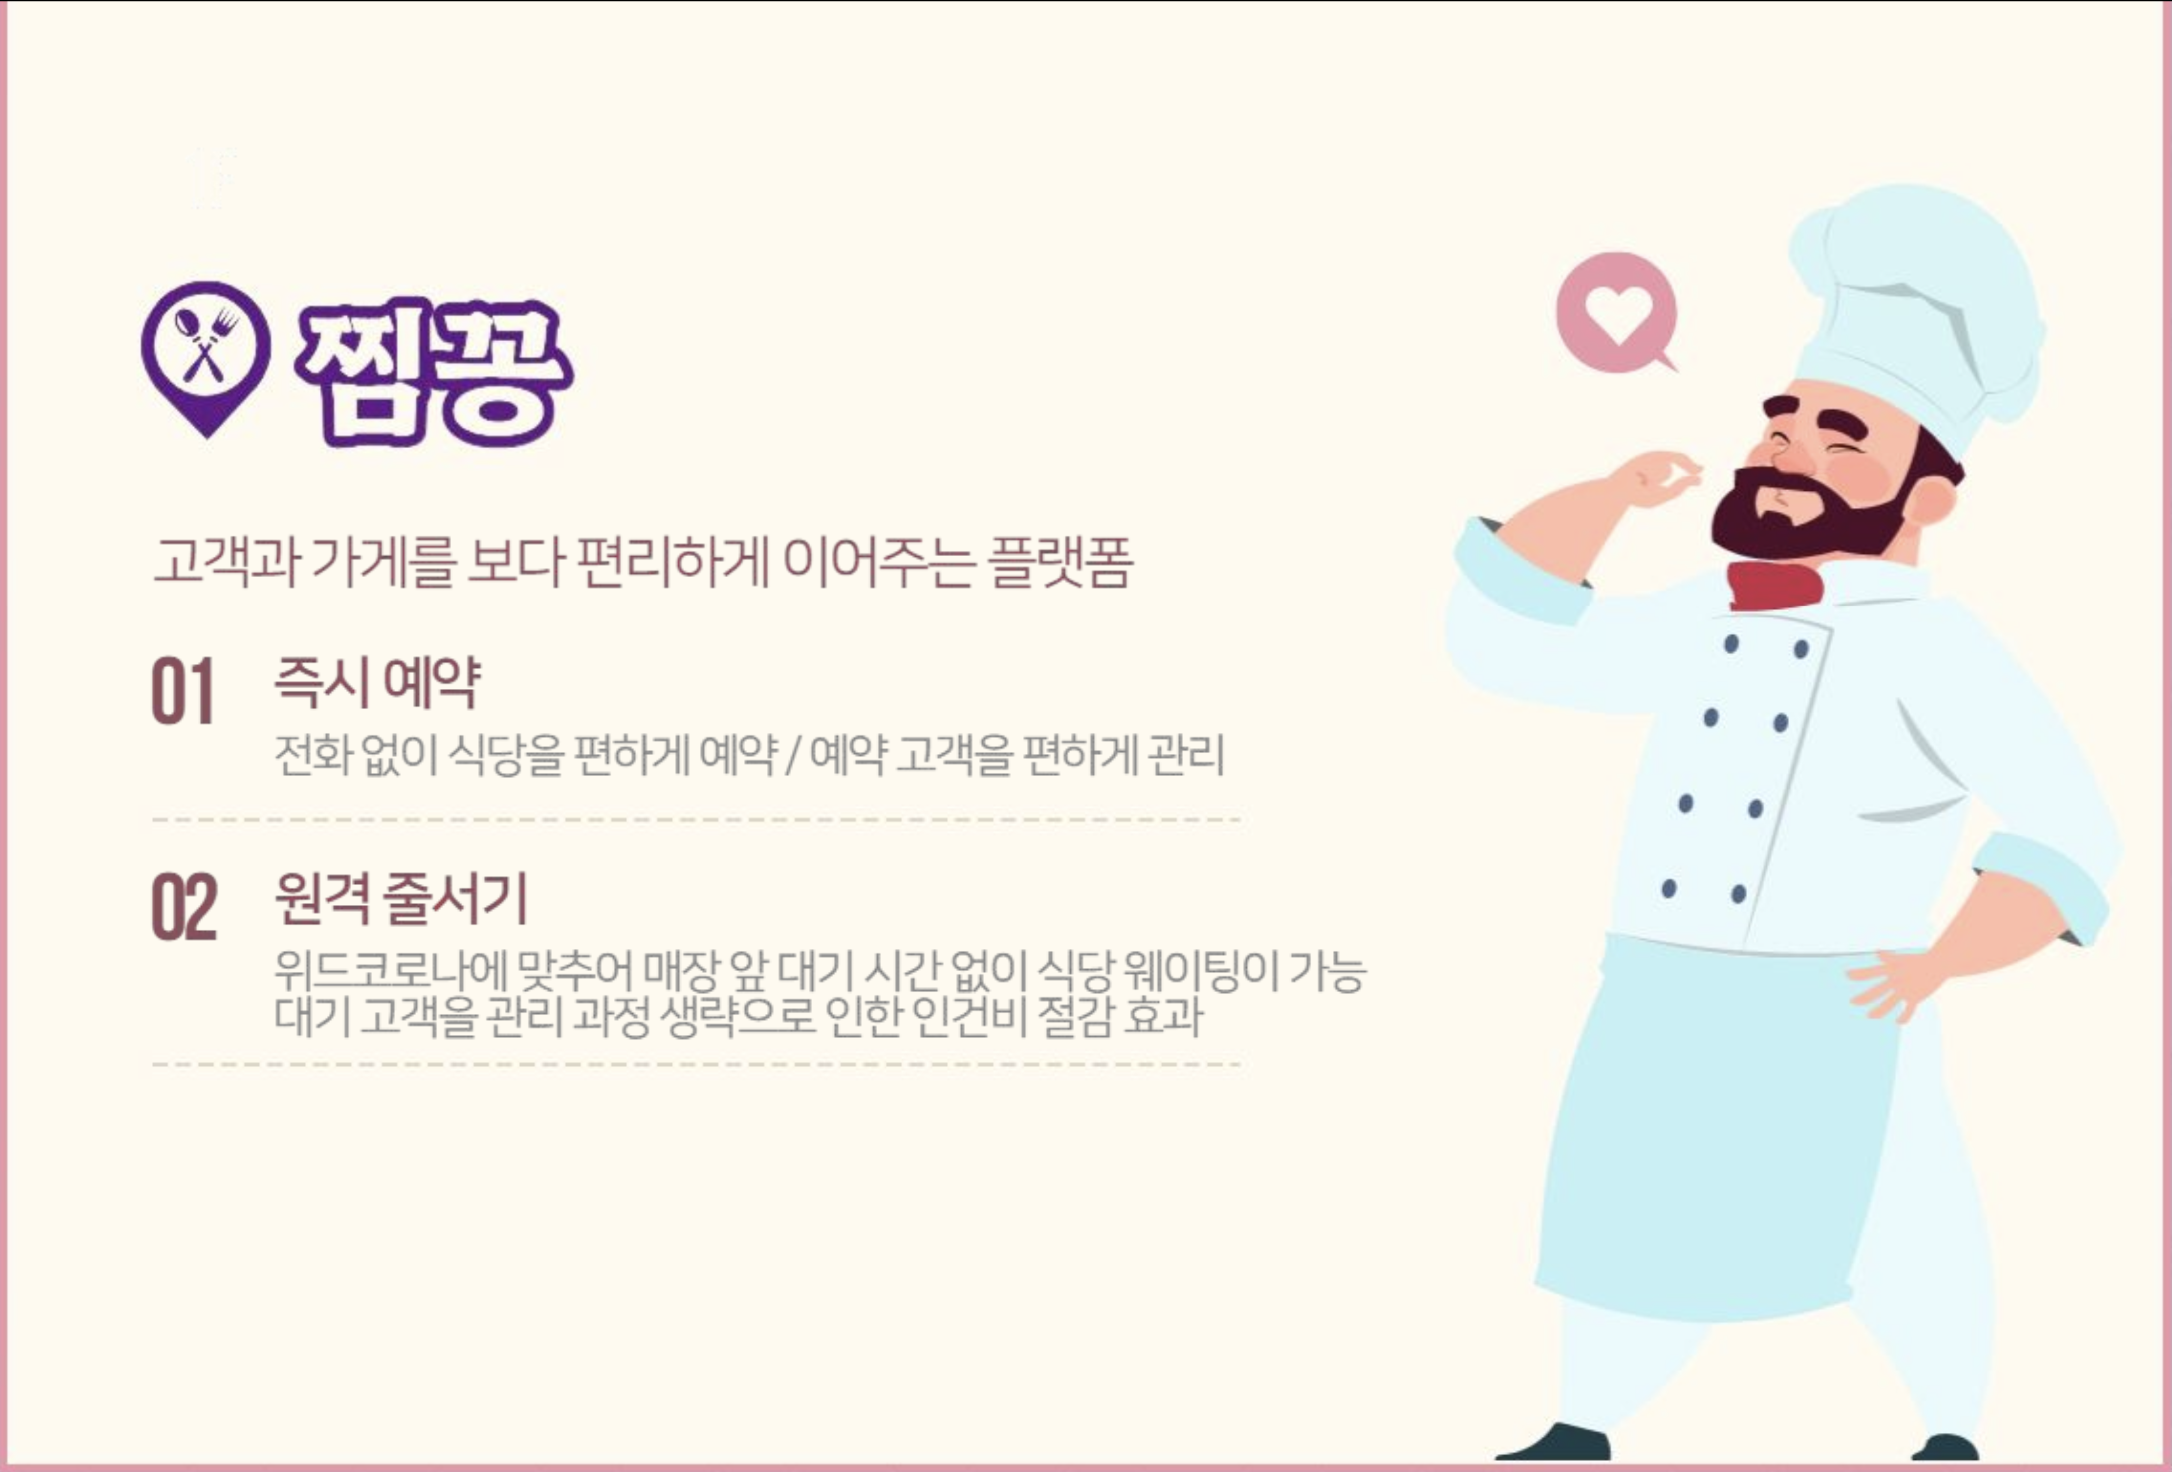 찜꽁
고객과 가게를 보다 편리하게 이어주는 플랫폼
01 즉시 예약
전화 없이 식당을 편하게 예약 / 예약 고객을 편하게 관리
02 원격 줄서기
위드코로나에 맞추어 매장 앞 대기 시간 없이 식당 웨이팅이 가능
대기 고객을 관리 과정 생략으로 인한 인건비 절감 효과